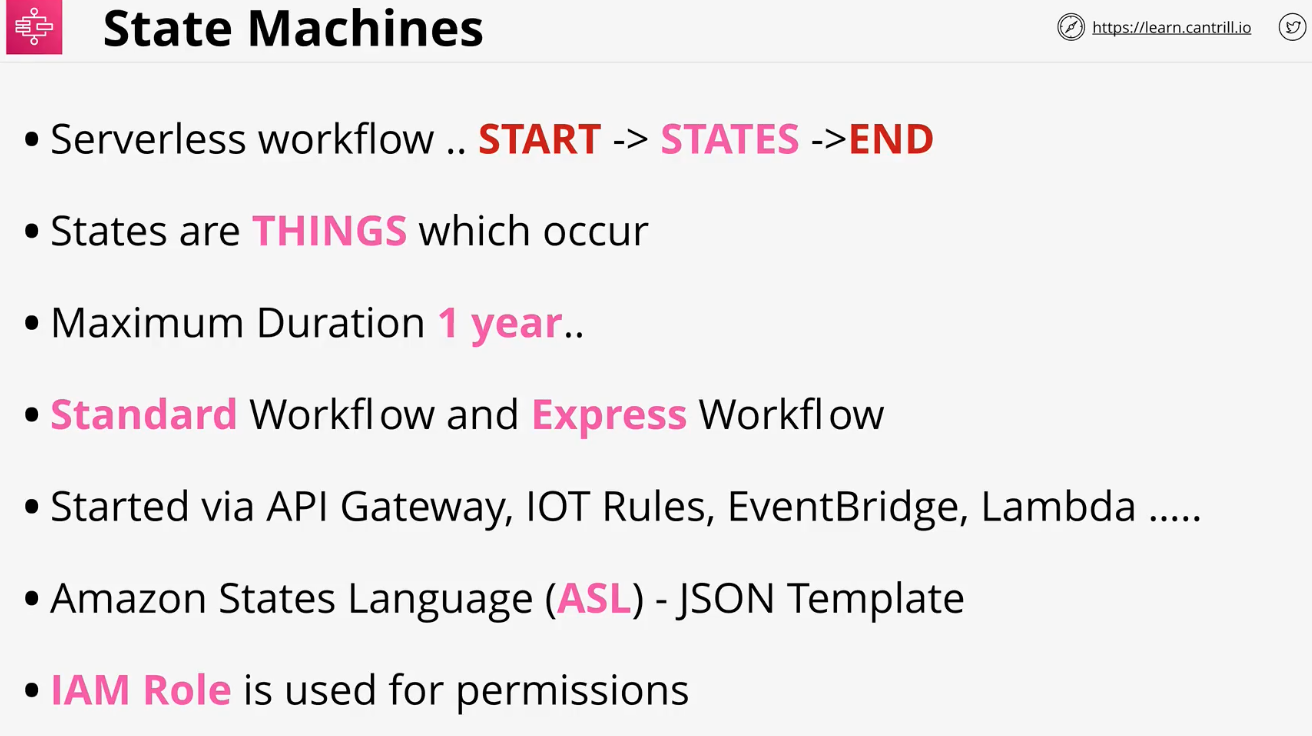 State Machines
https://learn.cantrill.io
• Serverless workflow .. START -> STATES ->END
• States are THINGS which occur
• Maximum Duration 1 year..
• Standard Workflow and Express Workflow
• Started via API Gateway, IOT Rules, EventBridge, Lambda .....
• Amazon States Language (ASL) - JSON Template
• IAM Role is used for permissions